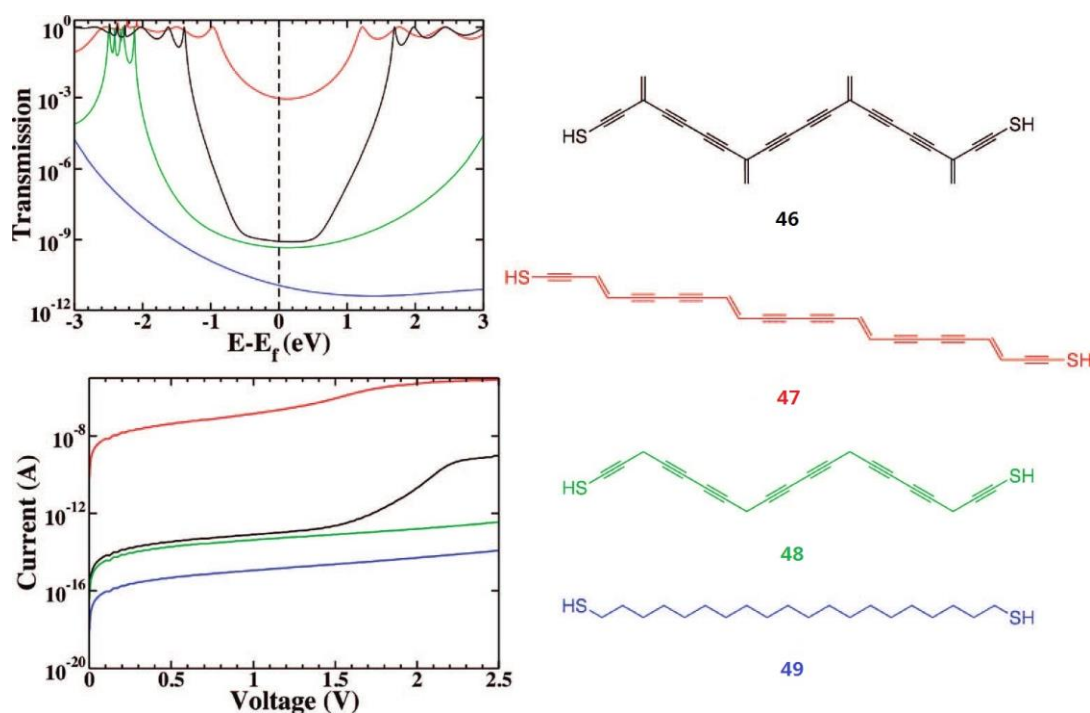 Transmission
10^0
10^-3
10^-6
10^-9
10^-12
-3 -2 -1 0 1 2 3
E-E_f (eV)
HS SH
46
HS SH
47
Current (A)
10^-8
10^-12
10^-16
10^-20
0 0.5 1 1.5 2 2.5
Voltage (V)
HS SH
48
HS SH
49